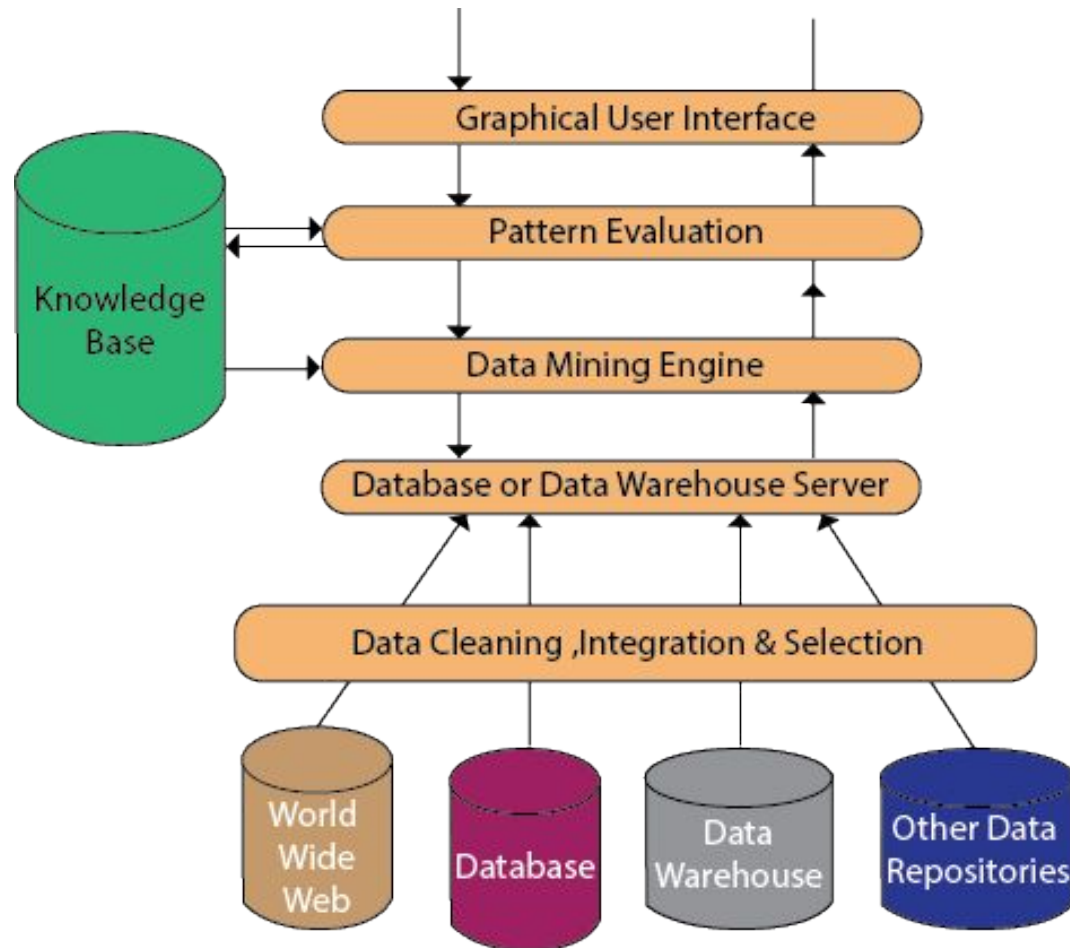 Graphical User Interface
Pattern Evaluation
Knowledge
Base
Data Mining Engine
Database or Data Warehouse Server
Data Cleaning ,Integration & Selection
World
Wide
Web
Database
Data
Warehouse
Other Data
Repositories